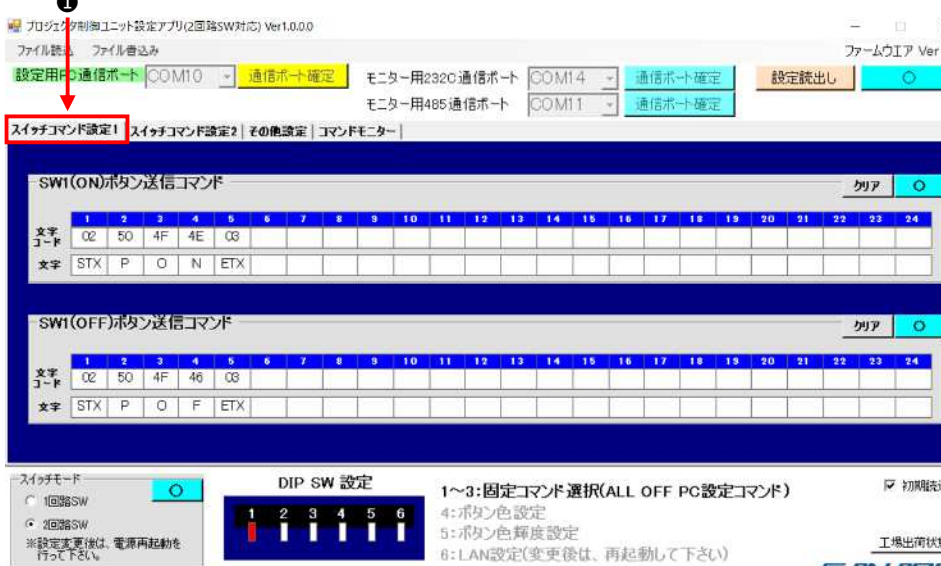 ❶
プロジェクタ制御ユニット設定アプリ(2回路SW対応) Ver1.0.0.0
ファイル読込 ファイル書込み ファームウエア Ver
設定用PC通信ポート COM10 通信ポート確定 モニター用232C通信ポート COM14 通信ポート確定 設定読出し ○
モニター用485通信ポート COM11 通信ポート確定
スイッチコマンド設定1 スイッチコマンド設定2 その他設定 コマンドモニター
SW1(ON)ボタン送信コマンド クリア ○
1 2 3 4 5 6 7 8 9 10 11 12 13 14 15 16 17 18 19 20 21 22 23 24
文字コード 02 50 4F 4E 03
文字 STX P O N ETX
SW1(OFF)ボタン送信コマンド クリア ○
1 2 3 4 5 6 7 8 9 10 11 12 13 14 15 16 17 18 19 20 21 22 23 24
文字コード 02 50 4F 46 03
文字 STX P O F ETX
スイッチモード ○
1回路SW
2回路SW
※設定変更後は、電源再起動を
行って下さい。
DIP SW 設定
1 2 3 4 5 6
1～3:固定コマンド選択(ALL OFF PC設定コマンド)
4:ボタン色設定
5:ボタン色輝度設定
6:LAN設定(変更後は、再起動して下さい)
工場出荷状